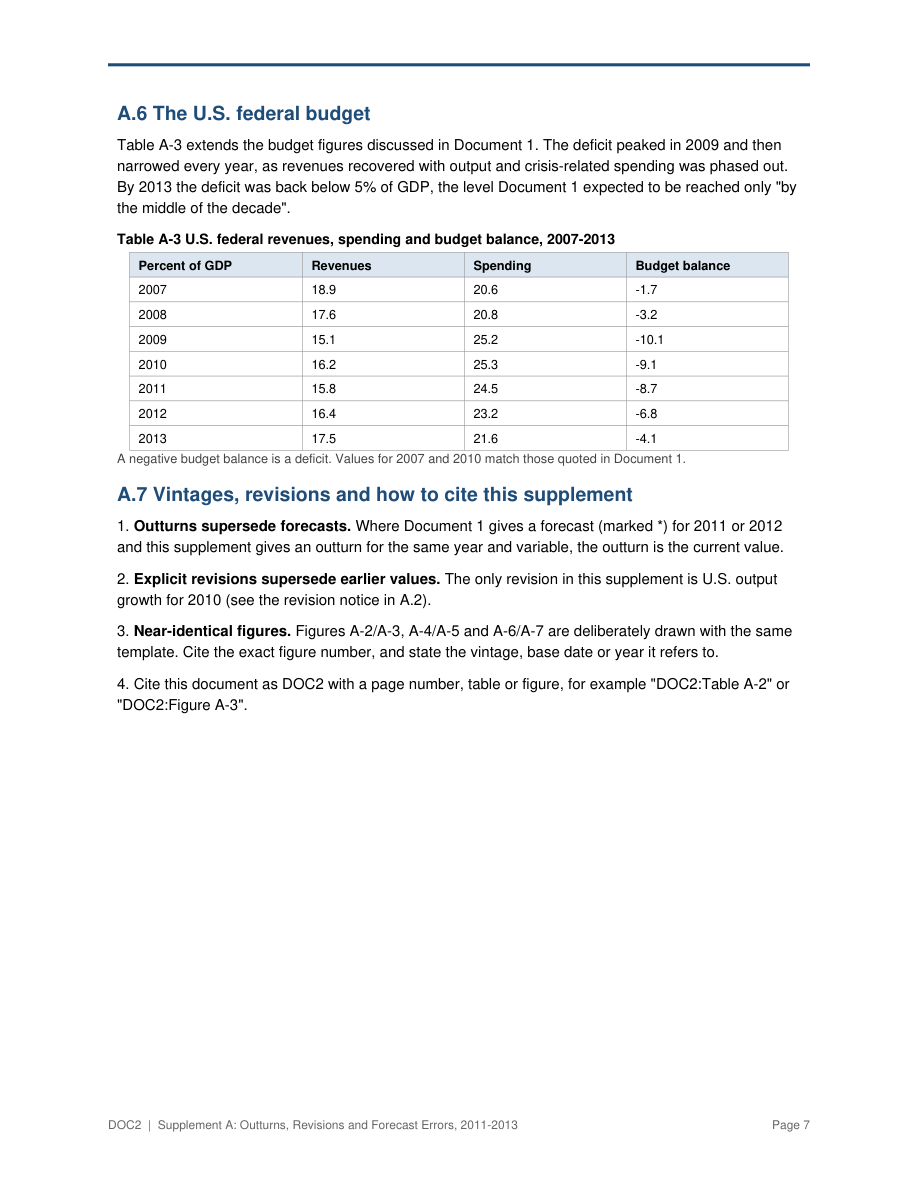 A.6 The U.S. federal budget
Table A-3 extends the budget figures discussed in Document 1. The deficit peaked in 2009 and then
narrowed every year, as revenues recovered with output and crisis-related spending was phased out.
By 2013 the deficit was back below 5% of GDP, the level Document 1 expected to be reached only "by
the middle of the decade".
Table A-3 U.S. federal revenues, spending and budget balance, 2007-2013
Percent of GDP Revenues Spending Budget balance
2007 18.9 20.6 -1.7
2008 17.6 20.8 -3.2
2009 15.1 25.2 -10.1
2010 16.2 25.3 -9.1
2011 15.8 24.5 -8.7
2012 16.4 23.2 -6.8
2013 17.5 21.6 -4.1
A negative budget balance is a deficit. Values for 2007 and 2010 match those quoted in Document 1.
A.7 Vintages, revisions and how to cite this supplement
1. Outturns supersede forecasts. Where Document 1 gives a forecast (marked *) for 2011 or 2012
and this supplement gives an outturn for the same year and variable, the outturn is the current value.
2. Explicit revisions supersede earlier values. The only revision in this supplement is U.S. output
growth for 2010 (see the revision notice in A.2).
3. Near-identical figures. Figures A-2/A-3, A-4/A-5 and A-6/A-7 are deliberately drawn with the same
template. Cite the exact figure number, and state the vintage, base date or year it refers to.
4. Cite this document as DOC2 with a page number, table or figure, for example "DOC2:Table A-2" or
"DOC2:Figure A-3".
DOC2 | Supplement A: Outturns, Revisions and Forecast Errors, 2011-2013 Page 7